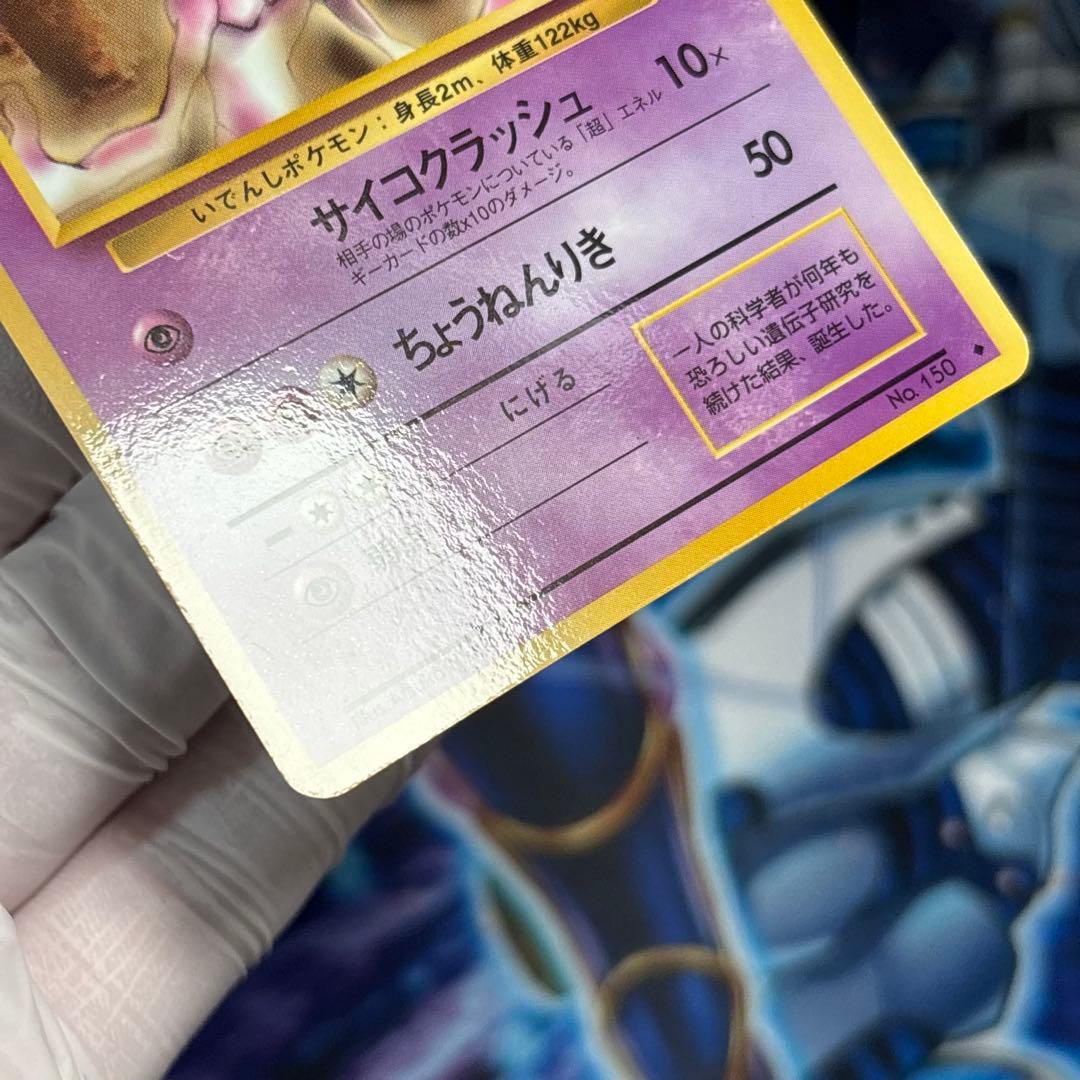 いでんしポケモン：身長2m、体重122kg
サイコクラッシュ 10×
相手の場のポケモンについている「超」エネル
ギーカードの数x10のダメージ。
ちょうねんりき 50
にげる
一人の科学者が何年も
恐ろしい遺伝子研究を
続けた結果、誕生した。
No. 150